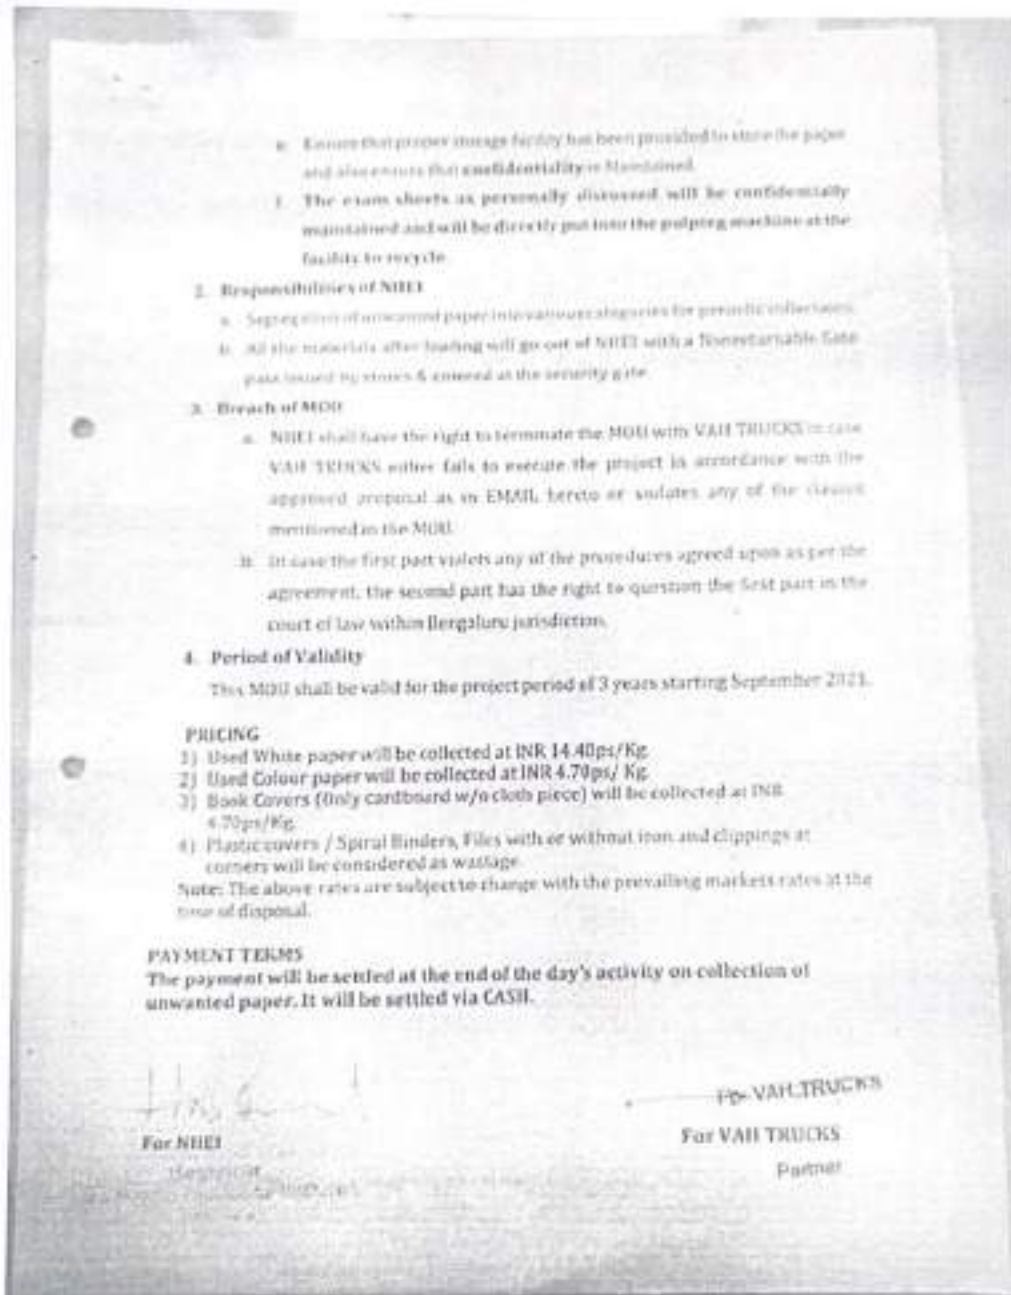 e. Ensure that proper storage facility has been provided to store the paper
and also ensure that confidentiality is Maintained.
f. The exam sheets as personally discussed will be confidentially
maintained and will be directly put into the pulping machine at the
facility to recycle.
2. Responsibilities of NHEI
a. Segregation of unwanted paper into various categories for periodic collections.
b. All the materials after loading will go out of NHEI with a Nonreturnable Gate
pass issued by stores & entered at the security gate.
3. Breach of MOU
a. NHEI shall have the right to terminate the MOU with VAH TRUCKS in case
VAH TRUCKS either fails to execute the project in accordance with the
approved proposal as in EMAIL hereto or violates any of the clauses
mentioned in the MOU.
b. In case the first part violets any of the procedures agreed upon as per the
agreement, the second part has the right to question the first part in the
court of law within Bengaluru jurisdiction.
4. Period of Validity
This MOU shall be valid for the project period of 3 years starting September 2021.
PRICING
1) Used White paper will be collected at INR 14.40ps/Kg.
2) Used Colour paper will be collected at INR 4.70ps/ Kg.
3) Book Covers (Only cardboard w/o cloth piece) will be collected at INR
4.70ps/Kg.
4) Plastic covers / Spiral Binders, Files with or without iron and clippings at
corners will be considered as wastage.
Note: The above rates are subject to change with the prevailing markets rates at the
time of disposal.
PAYMENT TERMS
The payment will be settled at the end of the day's activity on collection of
unwanted paper. It will be settled via CASH.
For VAH TRUCKS
For NHEI
For VAH TRUCKS
Partner